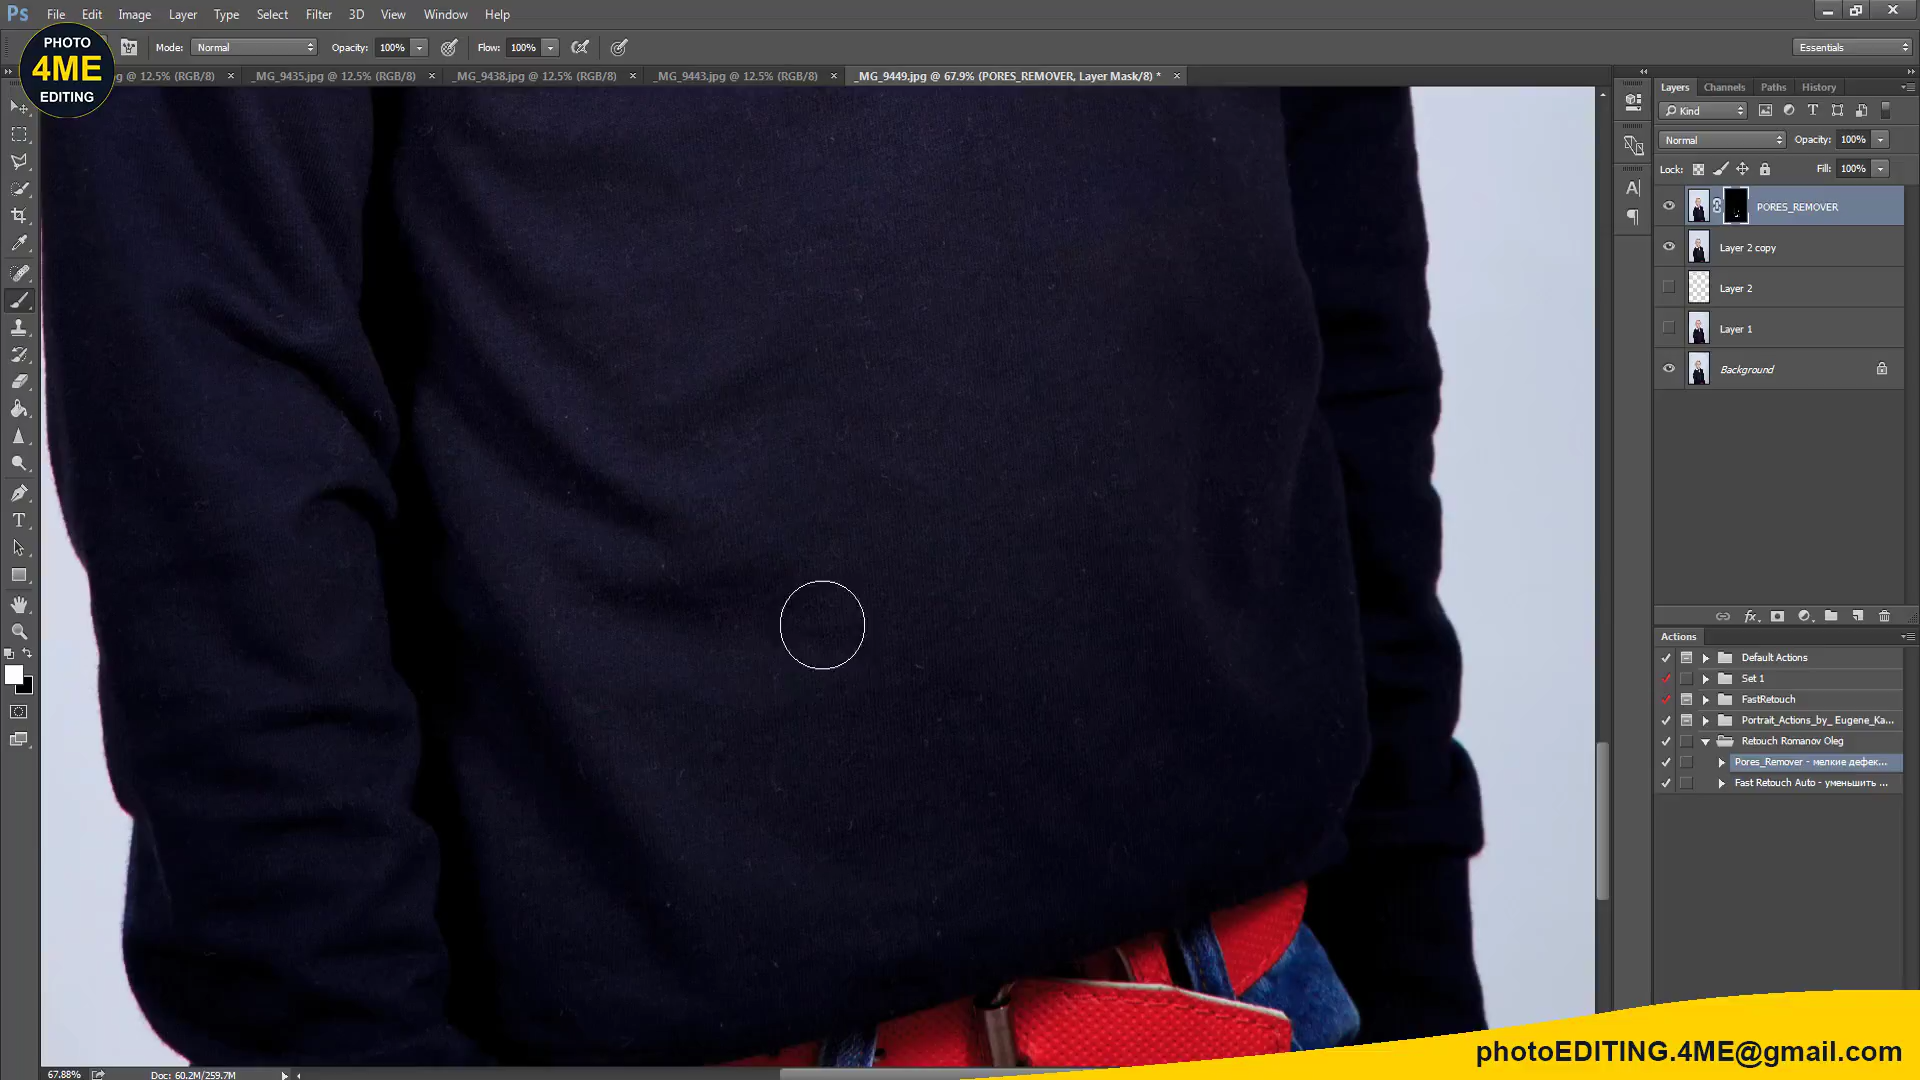 Ps File Edit Image Layer Type Select Filter 3D View Window Help
PHOTO
4ME
EDITING
Mode: Normal Opacity: 100% Flow: 100% Essentials
g @ 12.5% (RGB/8) _MG_9435.jpg @ 12.5% (RGB/8) _MG_9438.jpg @ 12.5% (RGB/8) _MG_9443.jpg @ 12.5% (RGB/8) _MG_9449.jpg @ 67.9% (PORES_REMOVER, Layer Mask/8) *
Layers Channels Paths History
Kind
Normal Opacity: 100%
Lock: Fill: 100%
PORES_REMOVER
Layer 2 copy
Layer 2
Layer 1
Background
Actions
Default Actions
Set 1
FastRetouch
Portrait_Actions_by_ Eugene_Ka...
Retouch Romanov Oleg
Pores_Remover - мелкие дефек...
Fast Retouch Auto - уменьшить ...
67.88% Doc: 60.2M/259.7M
photoEDITING.4ME@gmail.com